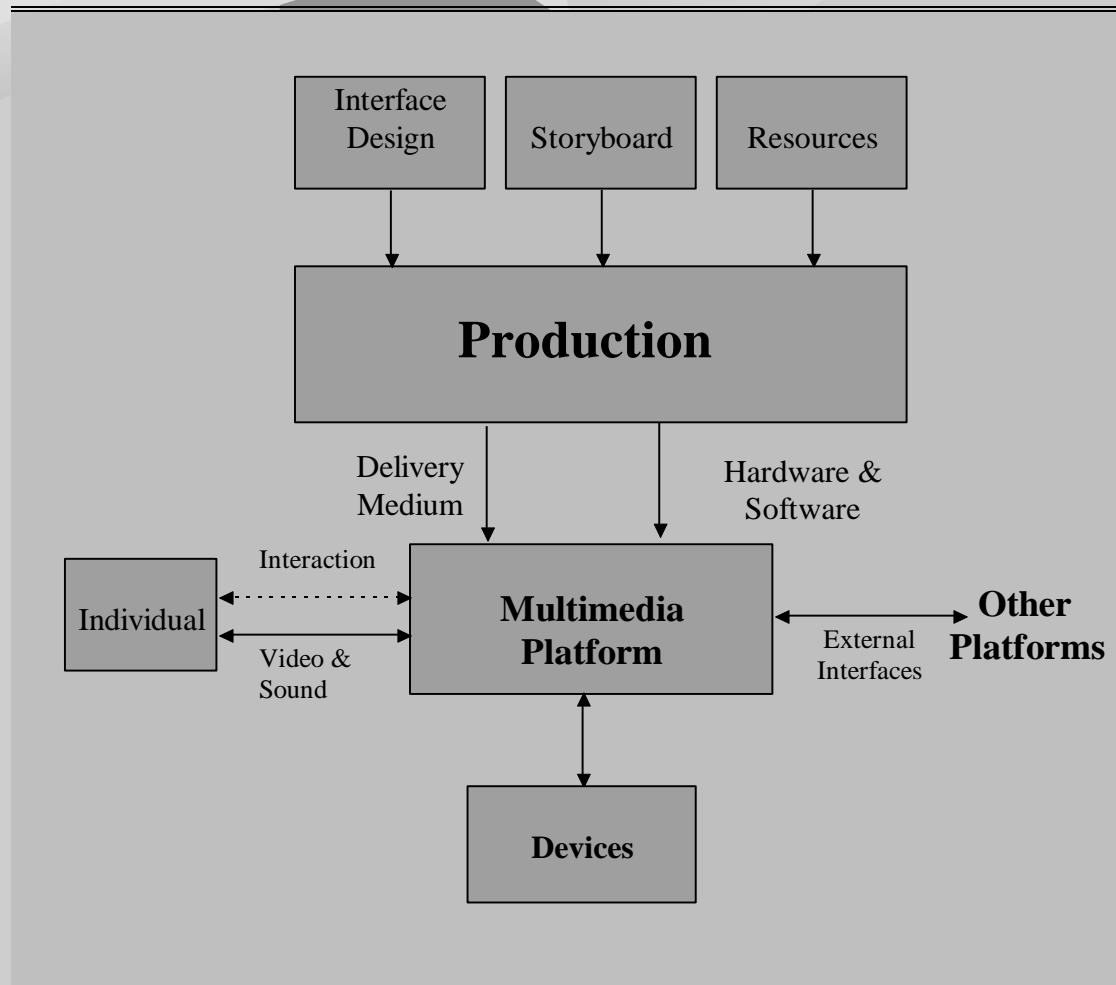 Interface
Design
Storyboard
Resources
Production
Delivery
Medium
Hardware &
Software
Interaction
Individual
Video &
Sound
Multimedia
Platform
External
Interfaces
Other
Platforms
Devices